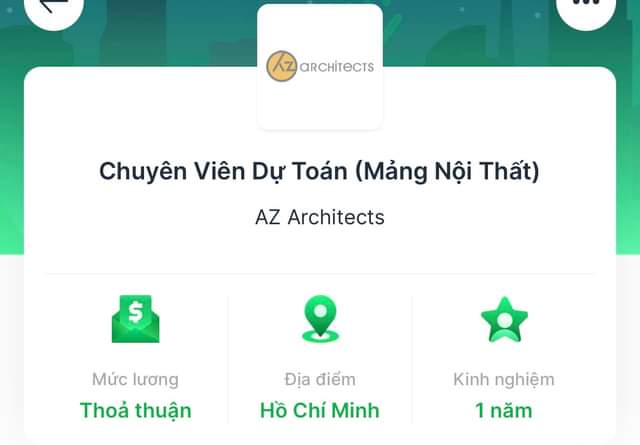 AZ ARCHITECTS
Chuyên Viên Dự Toán (Mảng Nội Thất)
AZ Architects
$
Mức lương
Địa điểm
Kinh nghiệm
Thoả thuận
Hồ Chí Minh
1 năm